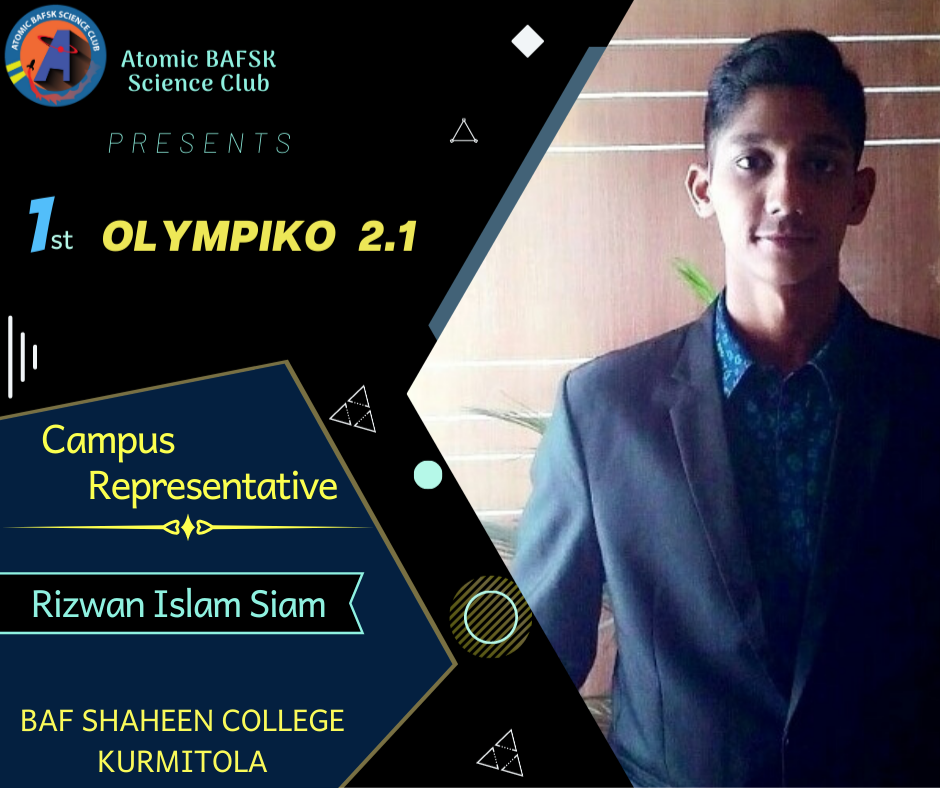 ATOMIC BAFSK SCIENCE CLUB
A
Atomic BAFSK
Science Club
PRESENTS
1st OLYMPIKO 2.1
Campus
Representative
Rizwan Islam Siam
BAF SHAHEEN COLLEGE
KURMITOLA